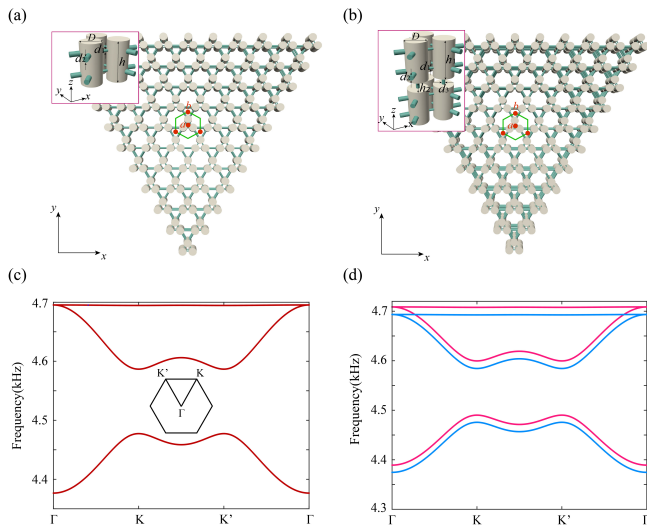 (a)
D
d₂
d₁
h
z
y
x
b
a
y
x
(b)
D
d₁
h₁
d₂
h₂
d₃
z
y
x
b
a
y
x
(c)
4.7
4.6
4.5
4.4
Frequency(kHz)
K' K
Γ
Γ K K' Γ
(d)
4.7
4.6
4.5
4.4
4.3
Frequency(kHz)
Γ K K' Γ